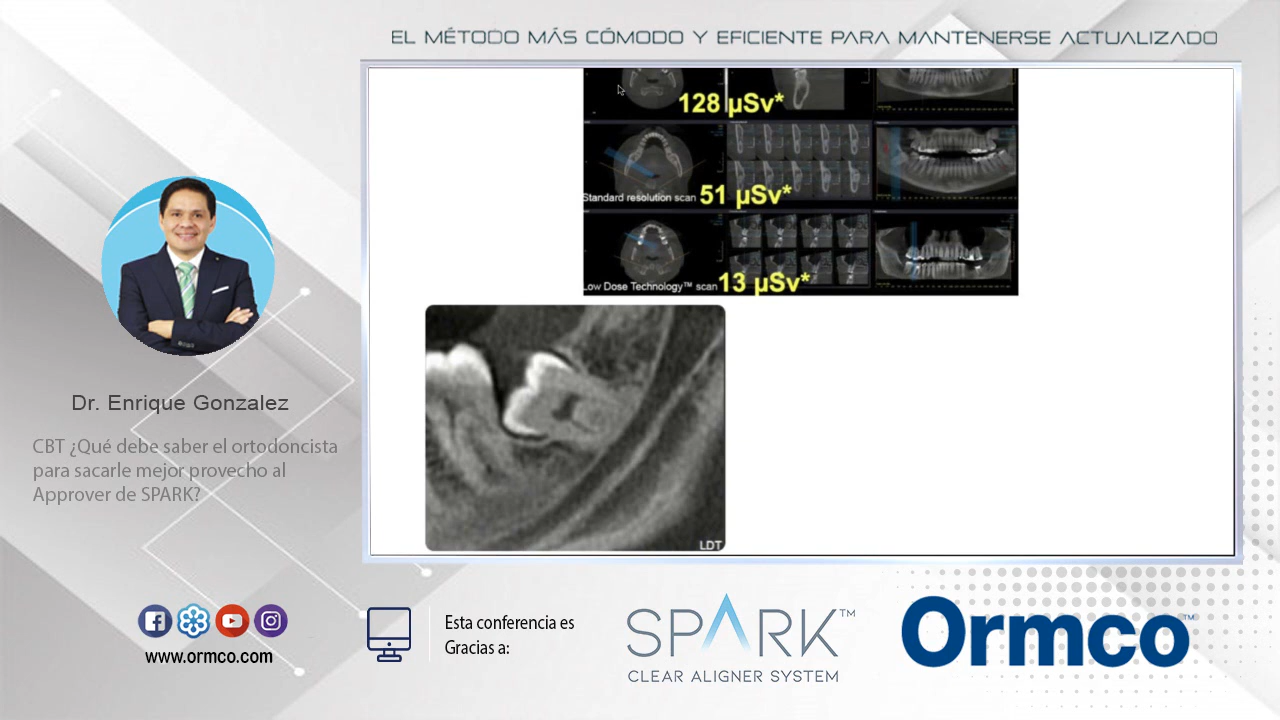 EL MÉTODO MÁS CÓMODO Y EFICIENTE PARA MANTENERSE ACTUALIZADO
128 µSv*
Standard resolution scan 51 µSv*
Low Dose Technology™ scan 13 µSv*
LDT
Dr. Enrique Gonzalez
CBT ¿Qué debe saber el ortodoncista
para sacarle mejor provecho al
Approver de SPARK?
www.ormco.com
Esta conferencia es
Gracias a:
SPARK™
CLEAR ALIGNER SYSTEM
Ormco™